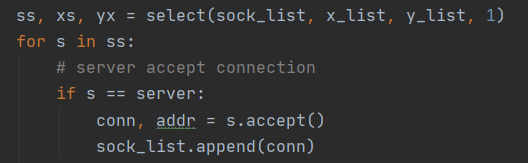 ss, xs, yx = select(sock_list, x_list, y_list, 1)
for s in ss:
    # server accept connection
    if s == server:
        conn, addr = s.accept()
        sock_list.append(conn)